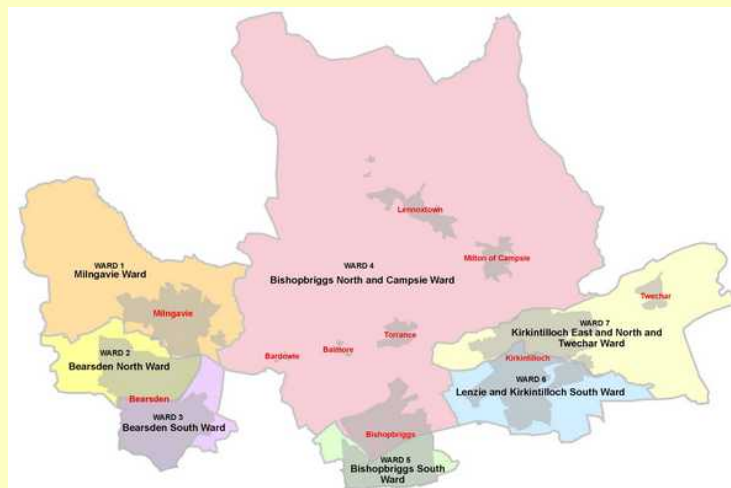 Lennoxtown
Milton of Campsie
WARD 1
Milngavie Ward
WARD 4
Bishopbriggs North and Campsie Ward
Twechar
Milngavie
WARD 7
Kirkintilloch East and North and
Twechar Ward
Torrance
Balmore
Bardowie
WARD 2
Bearsden North Ward
Kirkintilloch
WARD 6
Lenzie and Kirkintilloch South Ward
Bearsden
WARD 3
Bearsden South Ward
Bishopbriggs
WARD 5
Bishopbriggs South
Ward